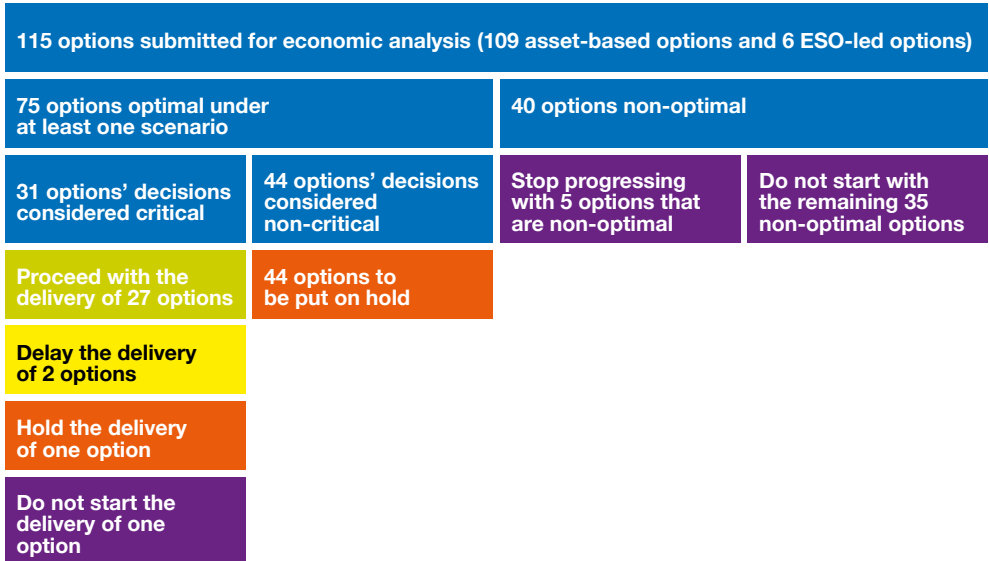 115 options submitted for economic analysis (109 asset-based options and 6 ESO-led options)
75 options optimal under
at least one scenario
40 options non-optimal
31 options’ decisions
considered critical
44 options’ decisions
considered
non-critical
Stop progressing
with 5 options that
are non-optimal
Do not start with
the remaining 35
non-optimal options
Proceed with the
delivery of 27 options
44 options to
be put on hold
Delay the delivery
of 2 options
Hold the delivery
of one option
Do not start the
delivery of one
option